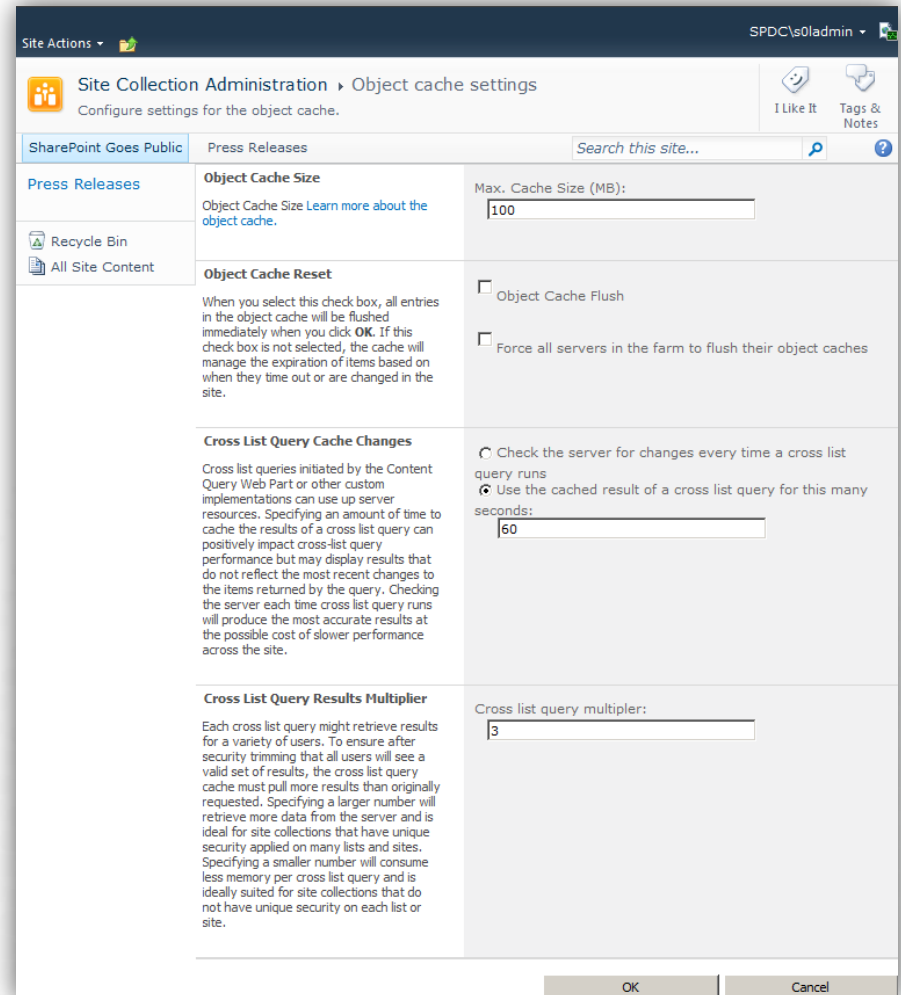 SPDC\s0ladmin
Site Actions
Site Collection Administration Object cache settings
Configure settings for the object cache.
I Like It
Tags &
Notes
SharePoint Goes Public
Press Releases
Search this site...
Press Releases
Recycle Bin
All Site Content
Object Cache Size
Object Cache Size Learn more about the
object cache.
Max. Cache Size (MB):
100
Object Cache Reset
When you select this check box, all entries
in the object cache will be flushed
immediately when you click OK. If this
check box is not selected, the cache will
manage the expiration of items based on
when they time out or are changed in the
site.
Object Cache Flush
Force all servers in the farm to flush their object caches
Cross List Query Cache Changes
Cross list queries initiated by the Content
Query Web Part or other custom
implementations can use up server
resources. Specifying an amount of time to
cache the results of a cross list query can
positively impact cross-list query
performance but may display results that
do not reflect the most recent changes to
the items returned by the query. Checking
the server each time cross list query runs
will produce the most accurate results at
the possible cost of slower performance
across the site.
Check the server for changes every time a cross list
query runs
Use the cached result of a cross list query for this many
seconds:
60
Cross List Query Results Multiplier
Each cross list query might retrieve results
for a variety of users. To ensure after
security trimming that all users will see a
valid set of results, the cross list query
cache must pull more results than originally
requested. Specifying a larger number will
retrieve more data from the server and is
ideal for site collections that have unique
security applied on many lists and sites.
Specifying a smaller number will consume
less memory per cross list query and is
ideally suited for site collections that do
not have unique security on each list or
site.
Cross list query multipler:
3
OK
Cancel